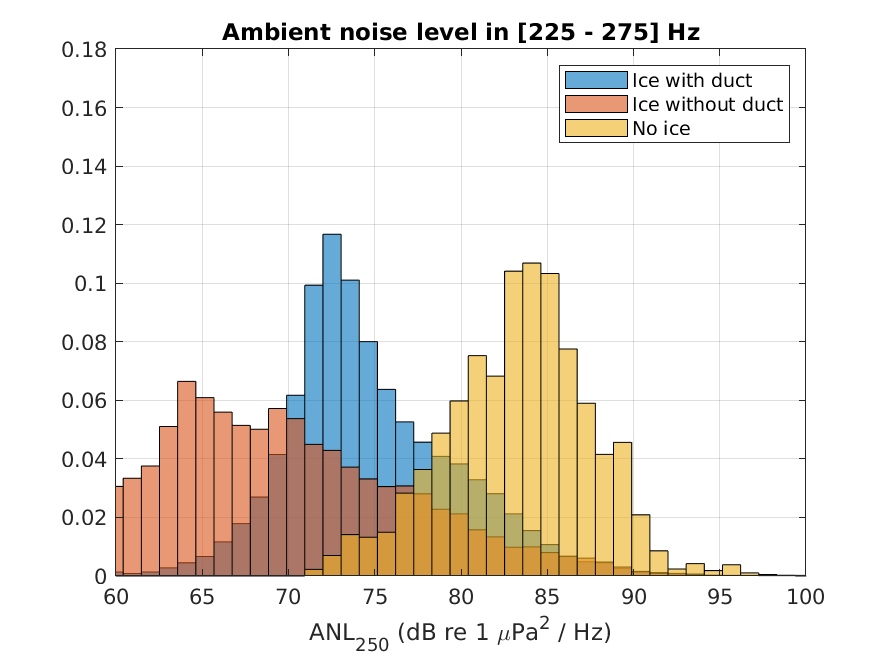 Ambient noise level in [225 - 275] Hz
0.18
0.16
0.14
0.12
0.1
0.08
0.06
0.04
0.02
0
Ice with duct
Ice without duct
No ice
60 65 70 75 80 85 90 95 100
ANL₂₅₀ (dB re 1 μPa² / Hz)